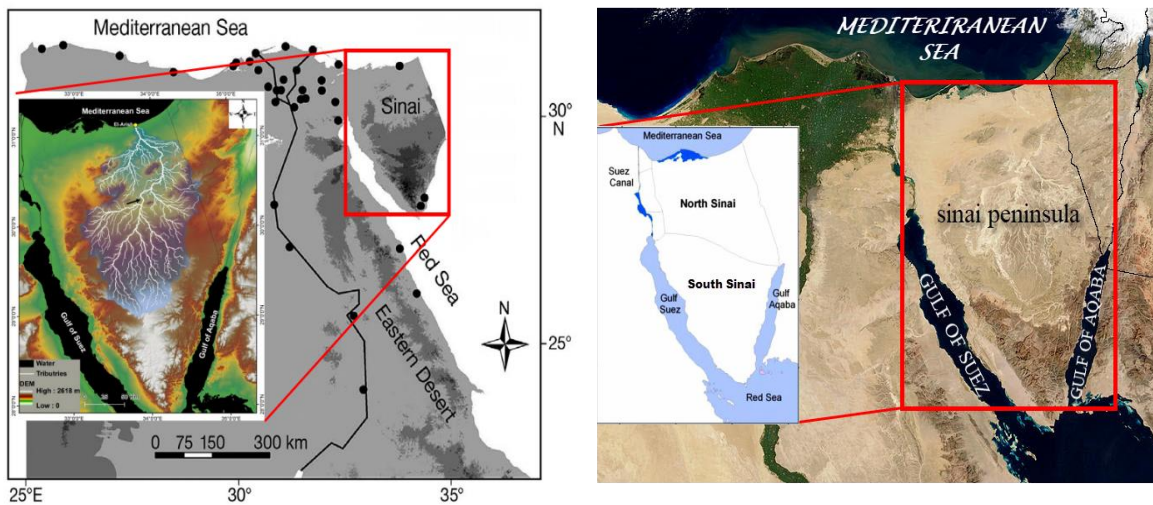 Mediterranean Sea
Sinai
30°
N
25°
Red Sea
Eastern Desert
N
0 75 150 300 km
25°E
30°
35°
Mediterranean Sea
El-Arish
Gulf of Suez
Gulf of Aqaba
Water
Tributries
DEM
High : 2618 m
Low : 0
MEDITERIRANEAN
SEA
sinai peninsula
GULF OF SUEZ
GULF OF AQABA
Mediterranean Sea
Suez
Canal
North Sinai
South Sinai
Gulf
Suez
Gulf
Aqaba
Red Sea